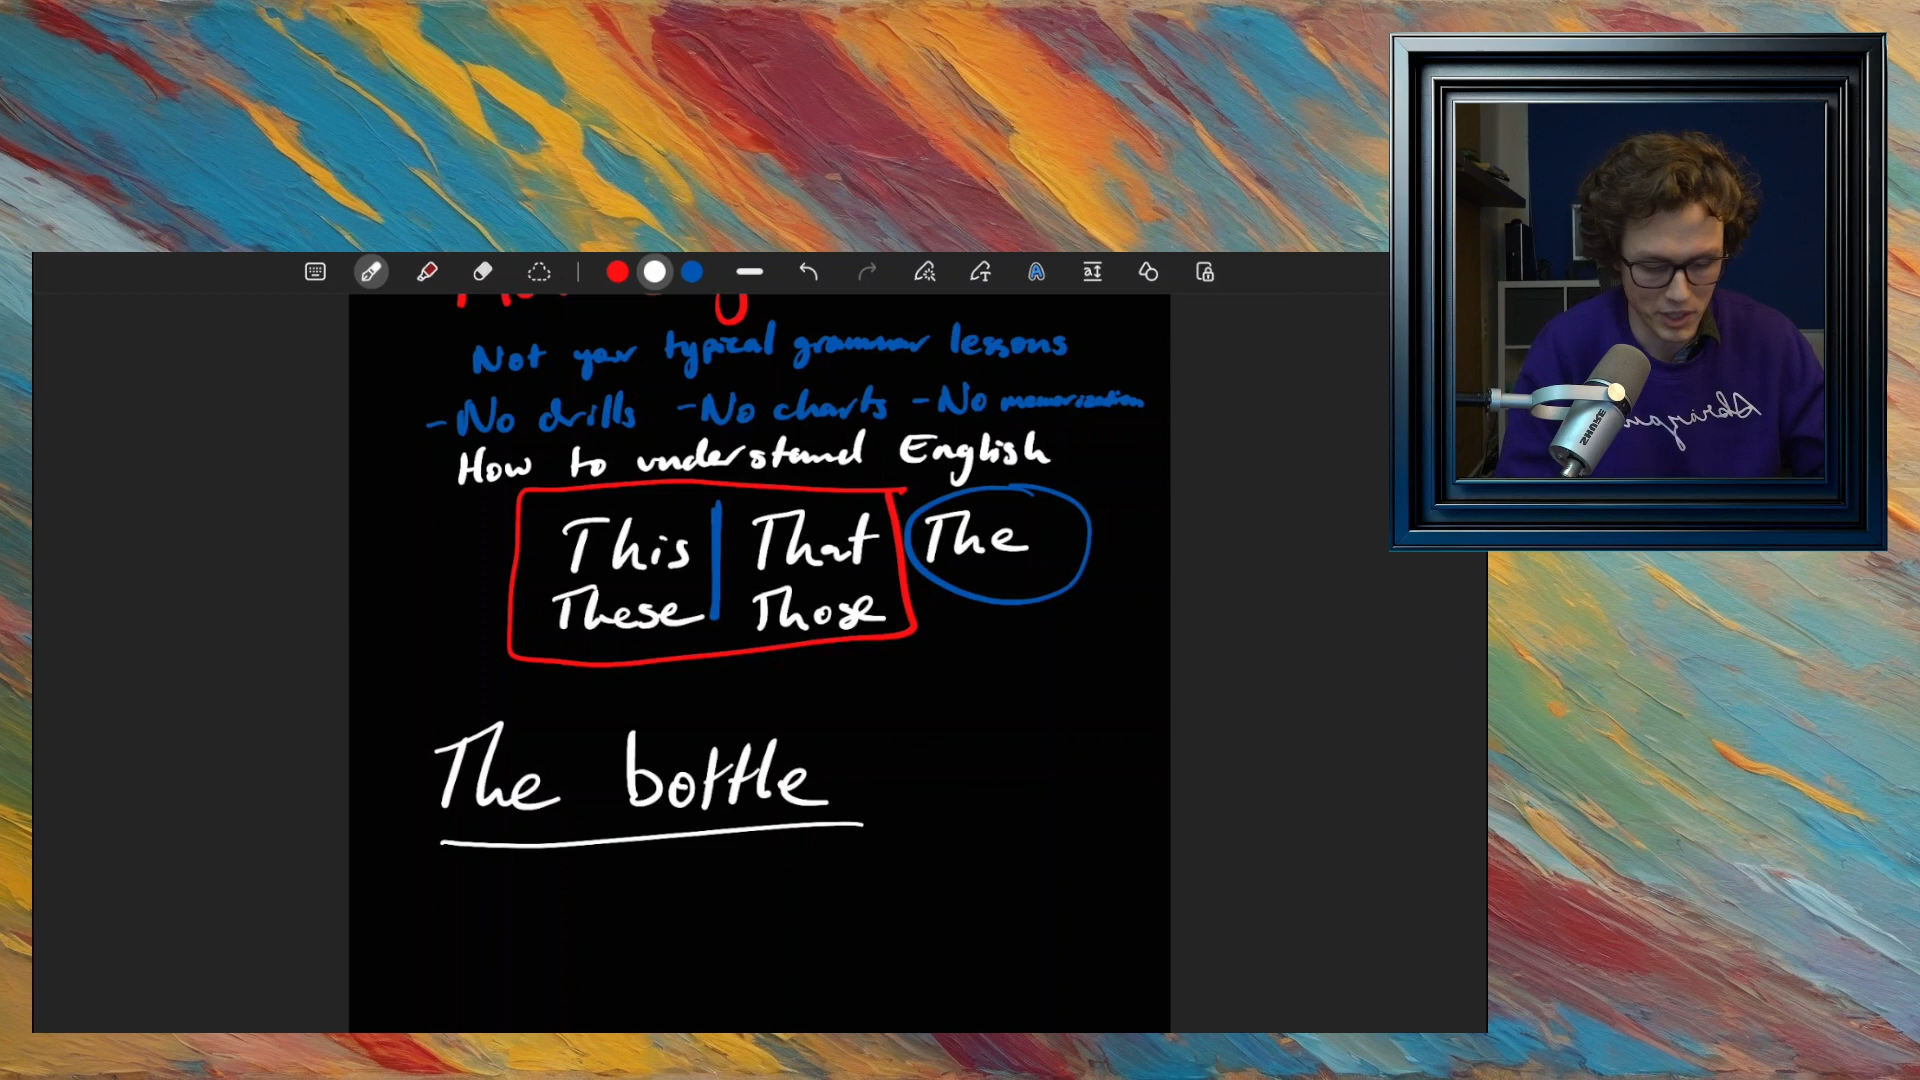 Not your typical grammar lessons
- No drills - No charts - No memorization
How to understand English
This That The
These Those
The bottle
SHURE